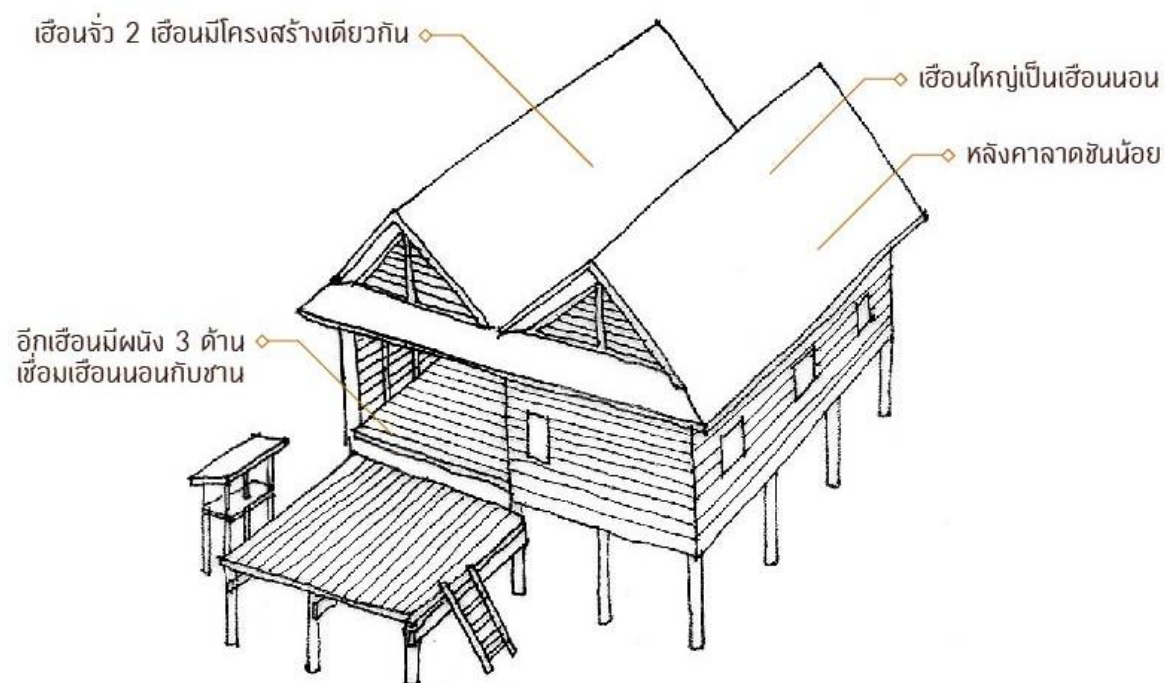 เฮือนจั่ว 2 เฮือนมีโครงสร้างเดียวกัน
เฮือนใหญ่เป็นเฮือนนอน
หลังคาลาดชันน้อย
อีกเฮือนมีผนัง 3 ด้าน
เชื่อมเฮือนนอนกับชาน